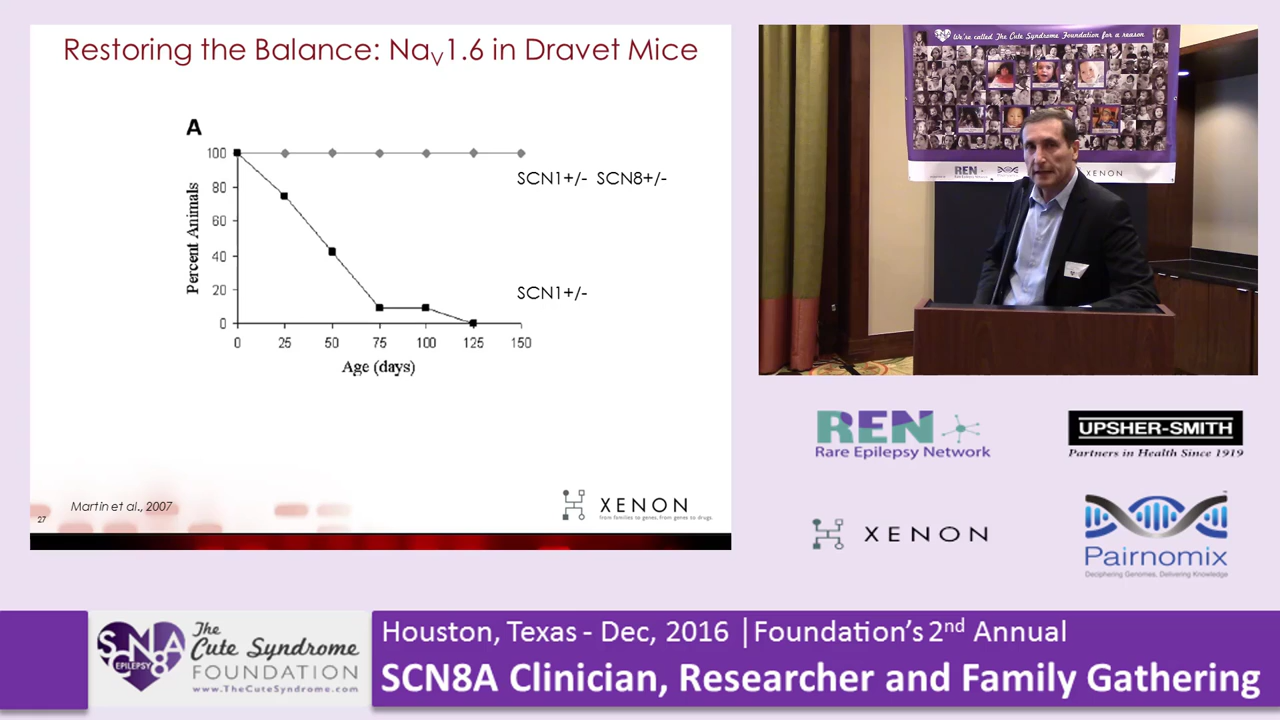 Restoring the Balance: NaV1.6 in Dravet Mice
A
100
80
60
40
20
0
Percent Animals
0 25 50 75 100 125 150
Age (days)
SCN1+/- SCN8+/-
SCN1+/-
Martin et al., 2007
27
XENON
from families to genes, from genes to drugs.
We're called The Cute Syndrome Foundation for a reason
REN
XENON
REN
Rare Epilepsy Network
UPSHER-SMITH
Partners in Health Since 1919
XENON
Pairnomix
Deciphering Genomes, Delivering Knowledge
SCN8A
EPILEPSY
The
Cute Syndrome
FOUNDATION
www.TheCuteSyndrome.com
Houston, Texas - Dec, 2016 | Foundation's 2nd Annual
SCN8A Clinician, Researcher and Family Gathering